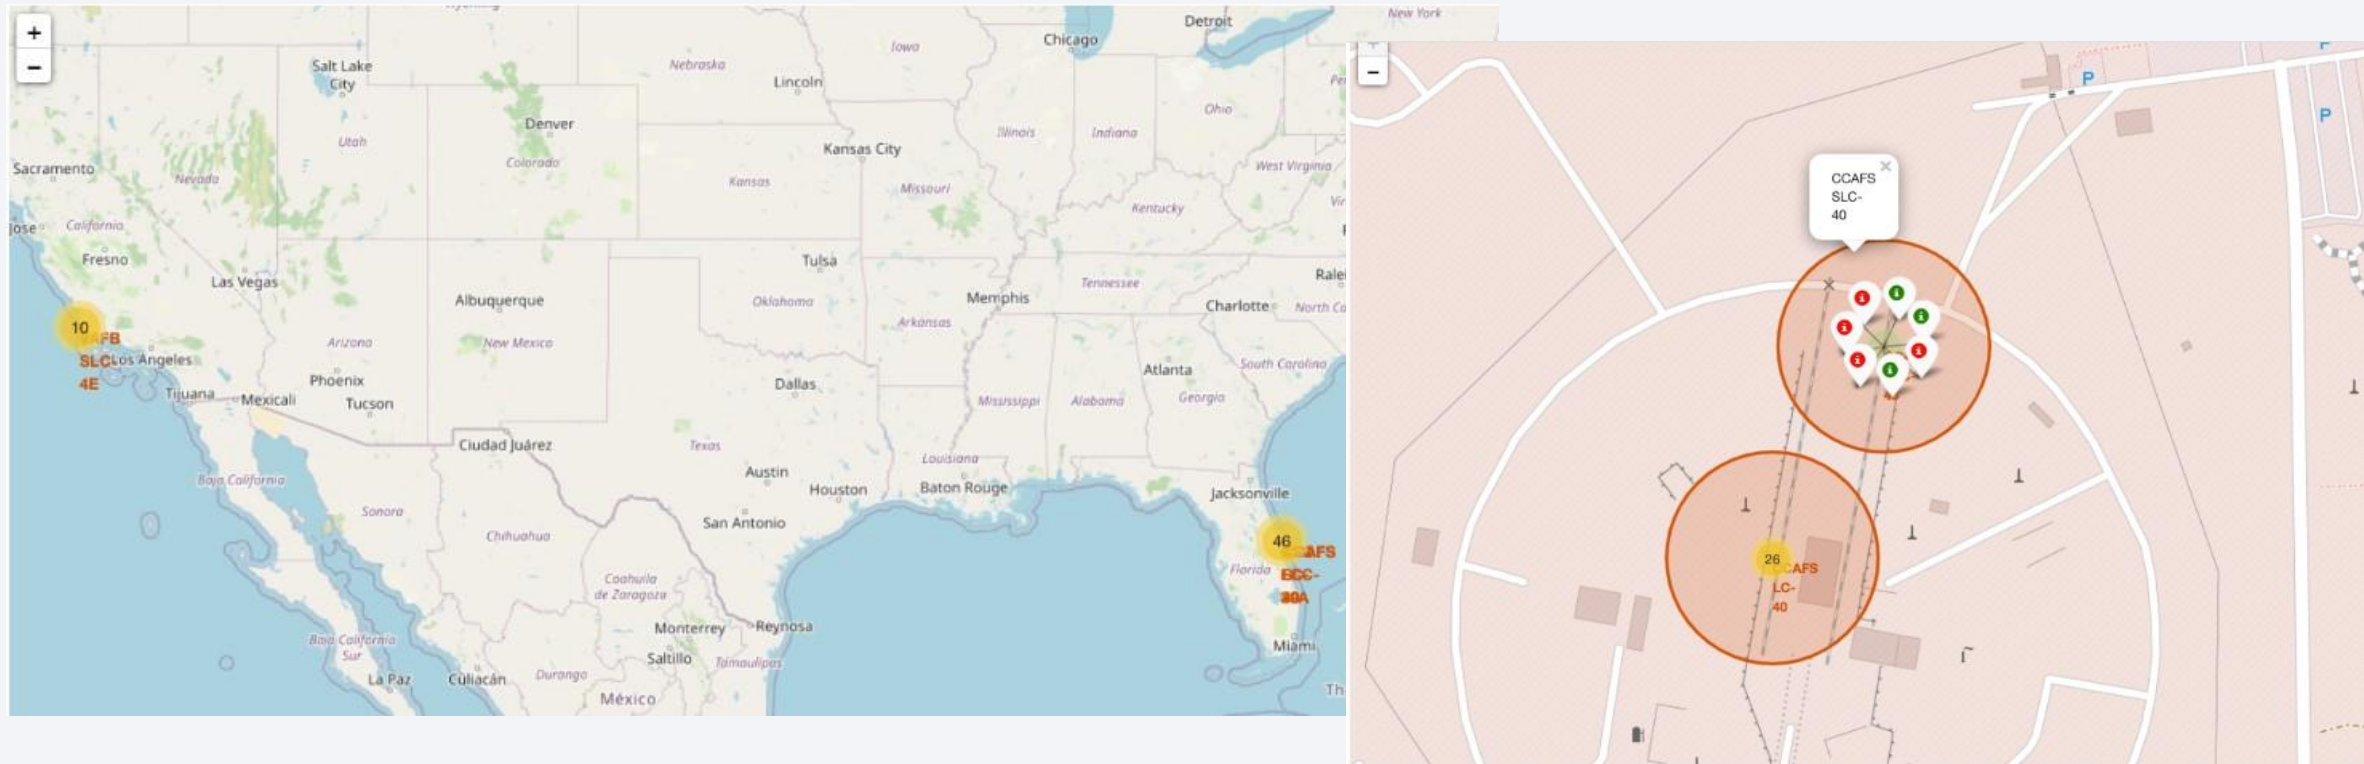 +
−
New York
Detroit
Chicago
Iowa
Salt Lake
City
Nebraska
Lincoln
Ohio
Denver
Utah
Colorado
Illinois
Indiana
Kansas City
Sacramento
Nevada
Kansas
Missouri
West Virginia
Kentucky
Jose
California
Fresno
Las Vegas
Tulsa
Albuquerque
Oklahoma
Memphis
Tennessee
Charlotte
Arkansas
10
SLC
4E
Los Angeles
Arizona
New Mexico
Phoenix
Tucson
Tijuana
Mexicali
Dallas
Atlanta
South Carolina
Mississippi
Alabama
Georgia
Ciudad Juárez
Texas
Louisiana
Baja California
Austin
Houston
Baton Rouge
Jacksonville
Sonora
San Antonio
Chihuahua
46
Florida
Coahuila
de Zaragoza
Monterrey
Reynosa
Baja California
Sur
Saltillo
Tamaulipas
Miami
La Paz
Culiacán
Durango
México
+
−
P
P
P
CCAFS
SLC-
40
26
CCAFS
LC-
40